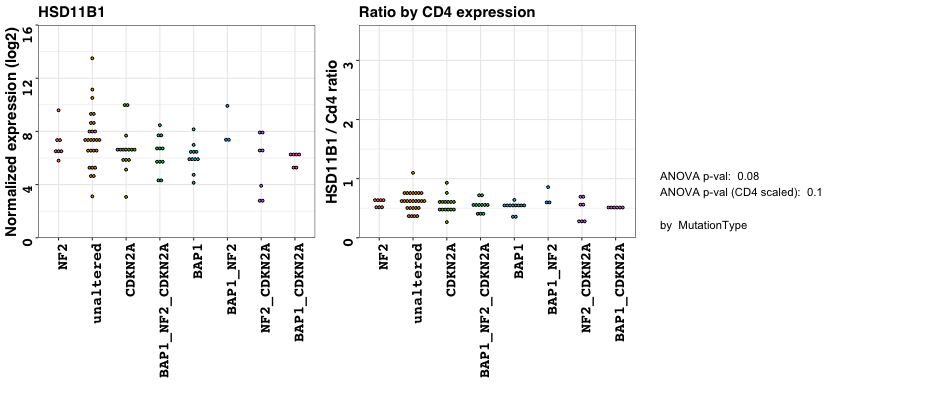 HSD11B1
Normalized expression (log2)
0
4
8
12
16
NF2
unaltered
CDKN2A
BAP1_NF2_CDKN2A
BAP1
BAP1_NF2
NF2_CDKN2A
BAP1_CDKN2A
Ratio by CD4 expression
HSD11B1 / Cd4 ratio
0
1
2
3
NF2
unaltered
CDKN2A
BAP1_NF2_CDKN2A
BAP1
BAP1_NF2
NF2_CDKN2A
BAP1_CDKN2A
ANOVA p-val: 0.08
ANOVA p-val (CD4 scaled): 0.1
by MutationType